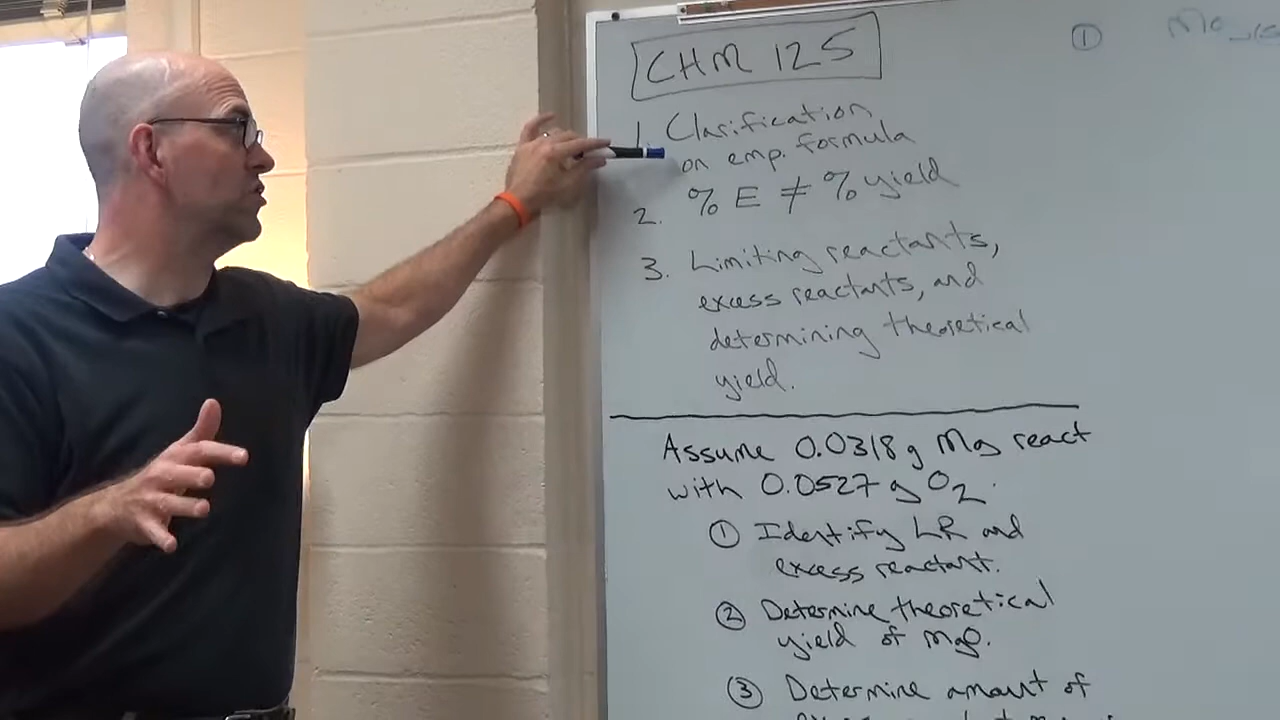 CHM 125
1. Clarification
on emp. formula
2. % E ≠ % yield
3. Limiting reactants,
excess reactants, and
determining theoretical
yield.
Assume 0.0318 g Mg react
with 0.0527 g O2.
① Identify LR and
excess reactant.
② Determine theoretical
yield of MgO.
③ Determine amount of
①